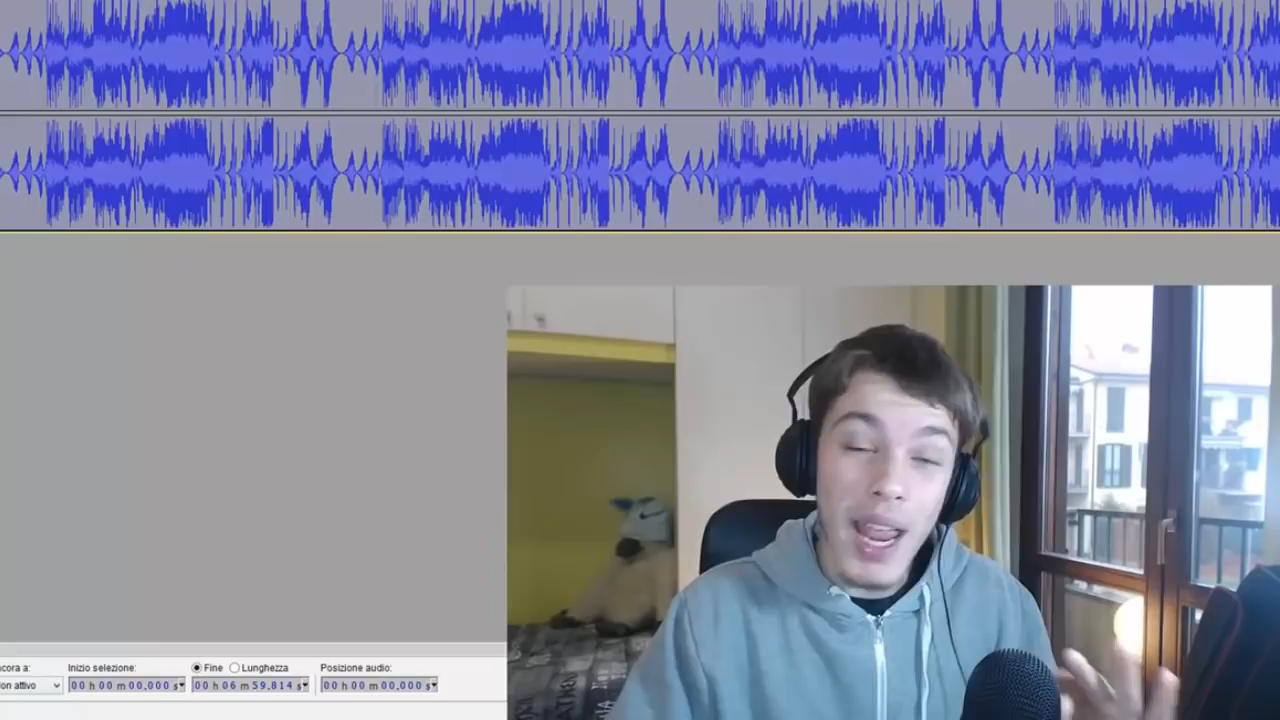 ncora a: Inizio selezione: Fine Lunghezza Posizione audio:
on attivo 00 h 00 m 00,000 s 00 h 06 m 59,814 s 00 h 00 m 00,000 s